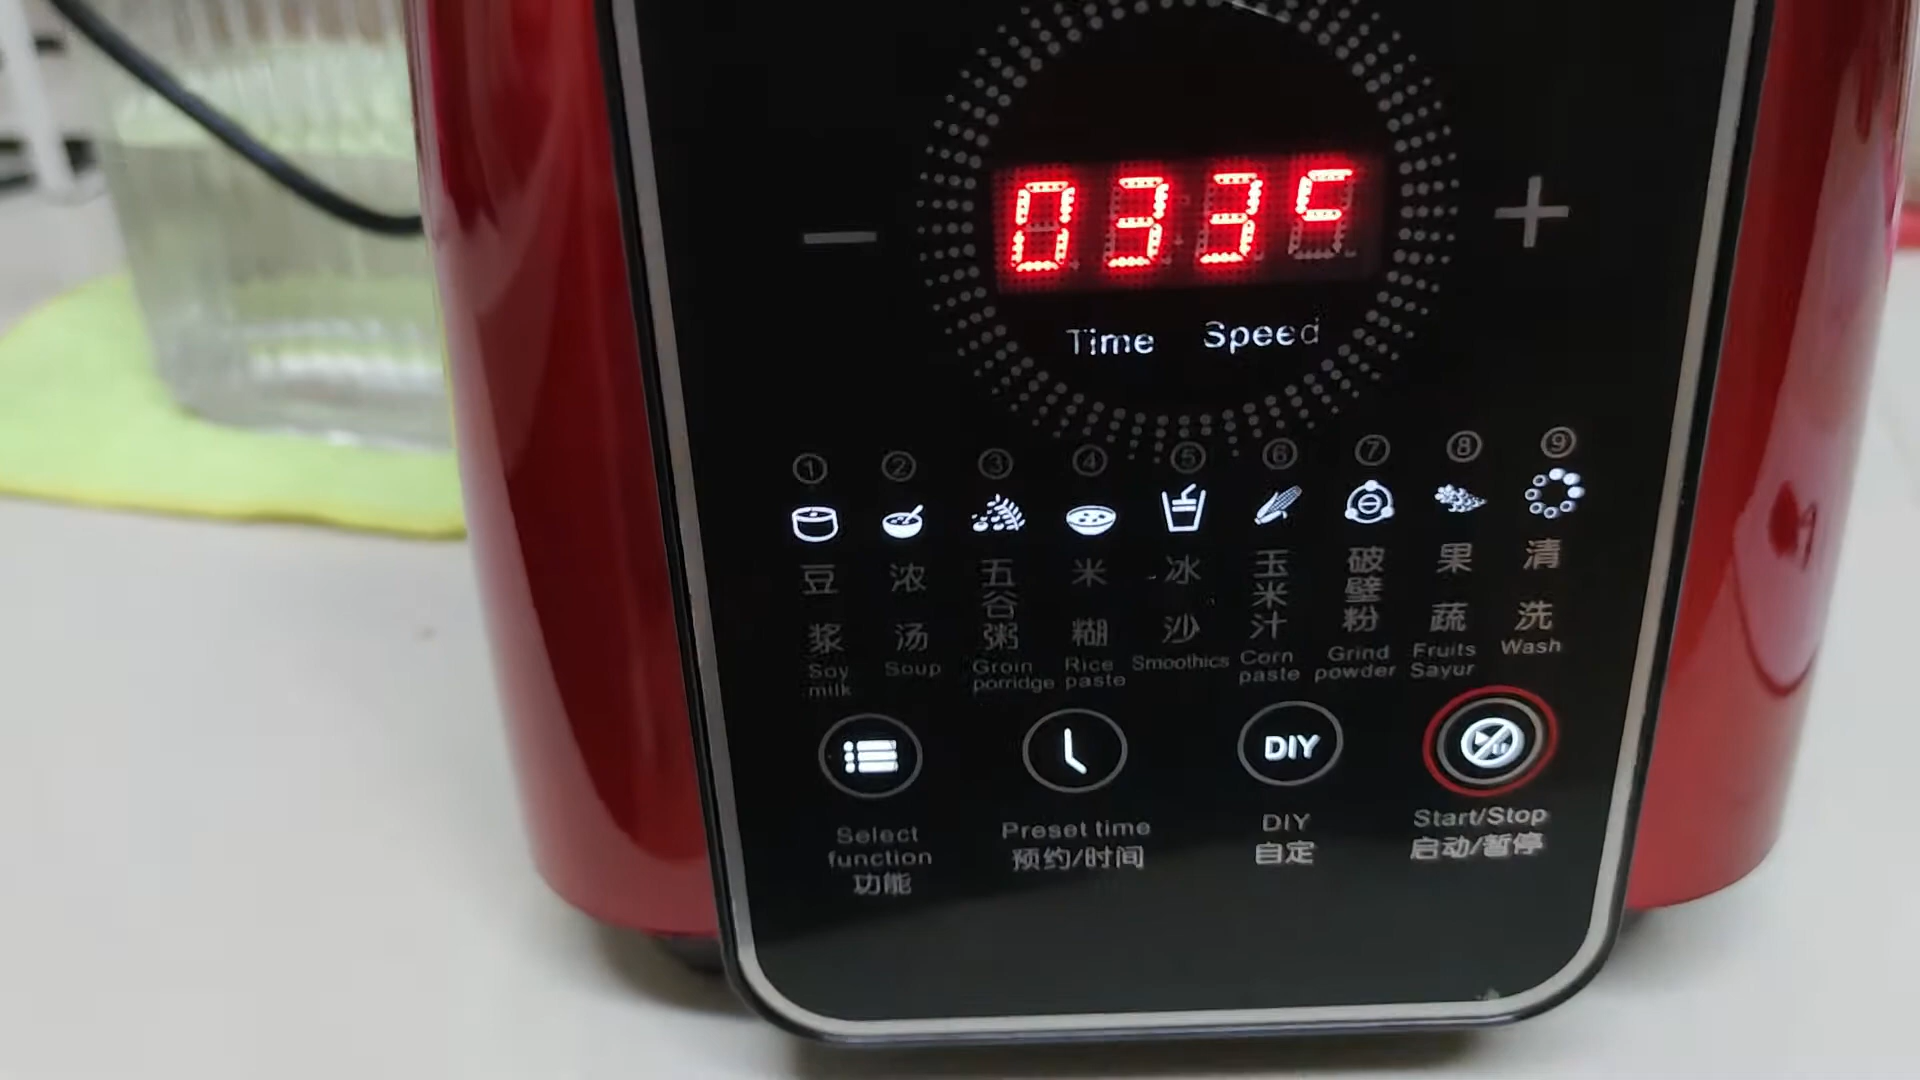 033c
Time Speed
① ② ③ ④ ⑤ ⑥ ⑦ ⑧ ⑨
豆浆 浓汤 五谷粥 米糊 冰沙 玉米汁 破壁粉 果蔬 清洗
Soy milk Soup Groin porridge Rice paste Smoothics Corn paste Grind powder Fruits Sayur Wash
DIY
Select function Preset time DIY Start/Stop
功能 预约/时间 自定 启动/暂停